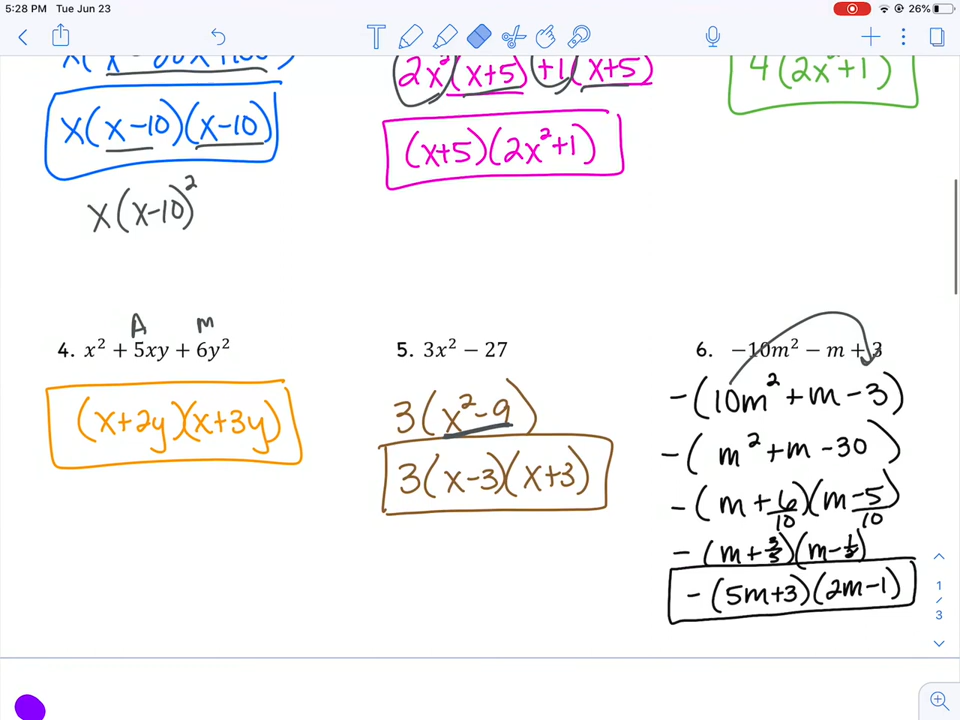 5:28 PM Tue Jun 23
26%
T
x(x-10)(x-10)
x(x-10)²
2x²(x+5) +1(x+5)
(x+5)(2x²+1)
4(2x²+1)
A M
4. x² + 5xy + 6y²
(x+2y)(x+3y)
5. 3x² − 27
3(x²-9)
3(x-3)(x+3)
6. −10m² − m + 3
-(10m²+m-3)
-(m²+m-30)
-(m+6/10)(m-5/10)
-(m+3/5)(m-1/2)
-(5m+3)(2m-1)
1
/
3